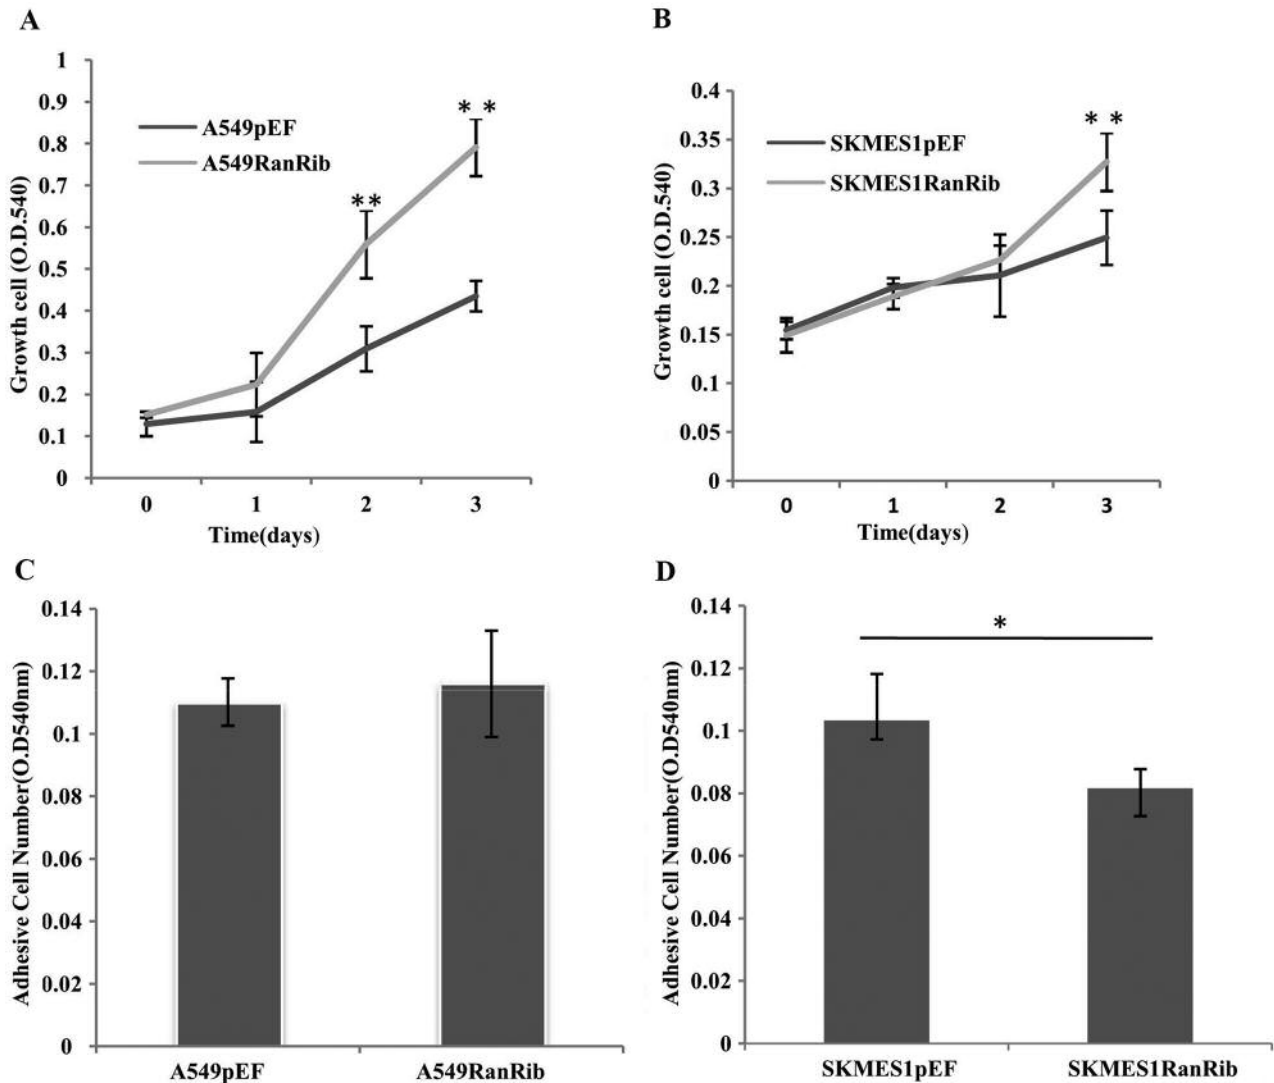 A
1
0.9
0.8
0.7
0.6
0.5
0.4
0.3
0.2
0.1
0
Growth cell (O.D.540)
A549pEF
A549RanRib
**
* *
0 1 2 3
Time(days)
B
0.4
0.35
0.3
0.25
0.2
0.15
0.1
0.05
0
Growth cell (O.D.540)
SKMES1pEF
SKMES1RanRib
* *
0 1 2 3
Time(days)
C
0.14
0.12
0.1
0.08
0.06
0.04
0.02
0
Adhesive Cell Number(O.D540nm)
A549pEF A549RanRib
D
0.14
0.12
0.1
0.08
0.06
0.04
0.02
0
Adhesive Cell Number(O.D540nm)
*
SKMES1pEF SKMES1RanRib